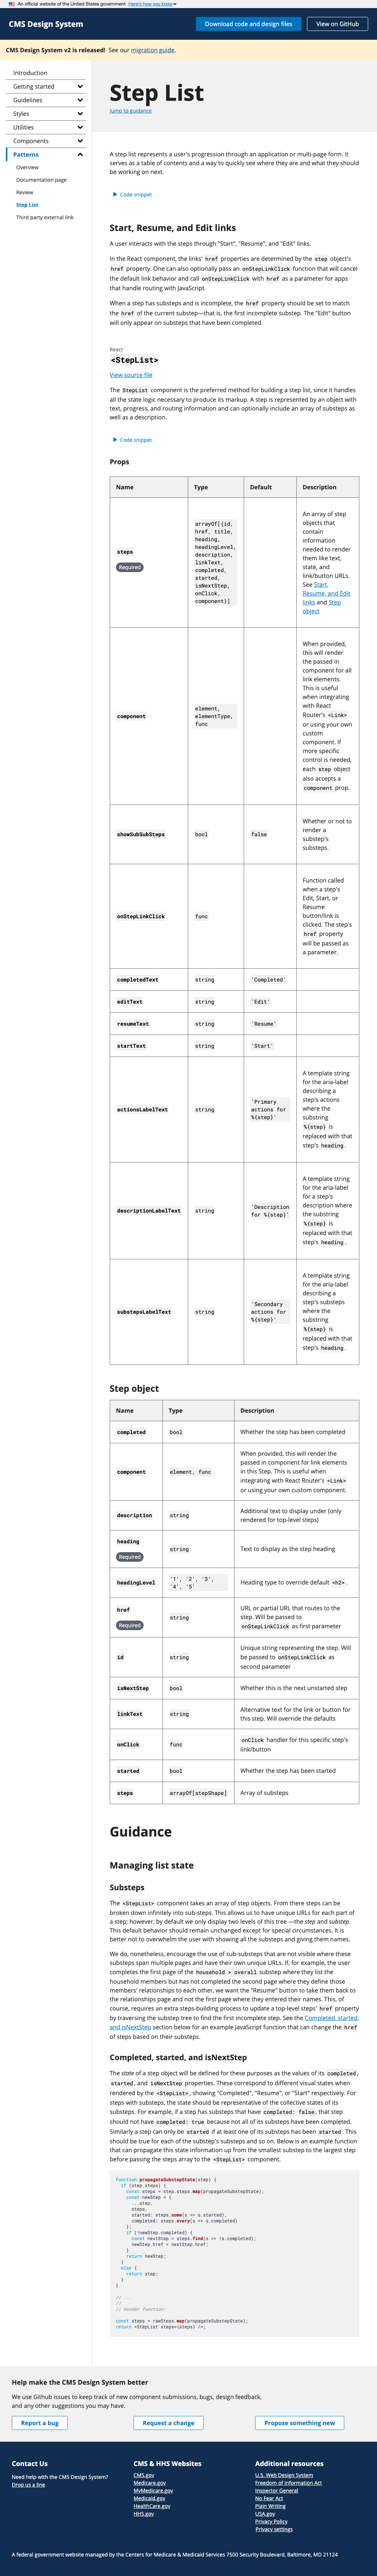 An official website of the United States government Here's how you know
CMS Design System
Download code and design files
View on GitHub
CMS Design System v2 is released! See our migration guide.
Introduction
Getting started
Guidelines
Styles
Utilities
Components
Patterns
Overview
Documentation page
Review
Step List
Third party external link
Step List
Jump to guidance
A step list represents a user's progression through an application or multi-page form. It
serves as a table of contents and a way to quickly see where they are and what they should
be working on next.
Code snippet
Start, Resume, and Edit links
A user interacts with the steps through "Start", "Resume", and "Edit" links.
In the React component, the links' href properties are determined by the step object's
href property. One can also optionally pass an onStepLinkClick function that will cancel
the default link behavior and call onStepLinkClick with href as a parameter for apps
that handle routing with JavaScript.
When a step has substeps and is incomplete, the href property should be set to match
the href of the current substep—that is, the first incomplete substep. The "Edit" button
will only appear on substeps that have been completed.
React
<StepList>
View source file
The StepList component is the preferred method for building a step list, since it handles
all the state logic necessary to produce its markup. A step is represented by an object with
text, progress, and routing information and can optionally include an array of substeps as
well as a description.
Code snippet
Props
Name Type Default Description
steps
Required
arrayOf[{id,
href, title,
heading,
headingLevel,
description,
linkText,
completed,
started,
isNextStep,
onClick,
component}]
An array of step
objects that
contain
information
needed to render
them like text,
state, and
link/button URLs.
See Start,
Resume, and Edit
links and Step
object
component
element,
elementType,
func
When provided,
this will render
the passed in
component for all
link elements.
This is useful
when integrating
with React
Router's <Link>
or using your own
custom
component. If
more specific
control is needed,
each step object
also accepts a
component prop.
showSubSubSteps bool false
Whether or not to
render a
substep's
substeps.
onStepLinkClick func
Function called
when a step's
Edit, Start, or
Resume
button/link is
clicked. The step's
href property
will be passed as
a parameter.
completedText string 'Completed'
editText string 'Edit'
resumeText string 'Resume'
startText string 'Start'
actionsLabelText string
'Primary
actions for
%{step}'
A template string
for the aria-label
describing a
step's actions
where the
substring
%{step} is
replaced with that
step's heading.
descriptionLabelText string
'Description
for %{step}'
A template string
for the aria-label
for a step's
description where
the substring
%{step} is
replaced with that
step's heading.
substepsLabelText string
'Secondary
actions for
%{step}'
A template string
for the aria-label
describing a
step's substeps
where the
substring
%{step} is
replaced with that
step's heading.
Step object
Name Type Description
completed bool Whether the step has been completed
component element, func
When provided, this will render the
passed in component for link elements
in this Step. This is useful when
integrating with React Router's <Link>
or using your own custom component.
description string
Additional text to display under (only
rendered for top-level steps)
heading
Required
string Text to display as the step heading
headingLevel
'1', '2', '3',
'4', '5'
Heading type to override default <h2>.
href
Required
string
URL or partial URL that routes to the
step. Will be passed to
onStepLinkClick as first parameter
id string
Unique string representing the step. Will
be passed to onStepLinkClick as
second parameter
isNextStep bool Whether this is the next unstarted step
linkText string
Alternative text for the link or button for
this step. Will override the defaults
onClick func
onClick handler for this specific step's
link/button
started bool Whether the step has been started
steps arrayOf[stepShape] Array of substeps
Guidance
Managing list state
Substeps
The <StepList> component takes an array of step objects. From there steps can be
broken down infinitely into sub-steps. This allows us to have unique URLs for each part of
a step; however, by default we only display two levels of this tree —the step and substep.
This default behavior should remain unchanged except for special circumstances. It is
better not to overwhelm the user with showing all the substeps and giving them names.
We do, nonetheless, encourage the use of sub-substeps that are not visible where these
substeps span multiple pages and have their own unique URLs. If, for example, the user
completes the first page of the household > overall substep where they list the
household members but has not completed the second page where they define those
members' relationships to each other, we want the "Resume" button to take them back to
the relationships page and not the first page where they entered their names. This, of
course, requires an extra steps-building process to update a top-level steps' href property
by traversing the substep tree to find the first incomplete step. See the Completed, started,
and isNextStep section below for an example JavaScript function that can change the href
of steps based on their substeps.
Completed, started, and isNextStep
The state of a step object will be defined for these purposes as the values of its completed,
started, and isNextStep properties. These correspond to different visual states when
rendering the <StepList>, showing "Completed", "Resume", or "Start" respectively. For
steps with substeps, the state of that step should be the collective state of all of its
substeps. For example, if a step has substeps that have completed: false, that step
should not have completed: true because not all of its substeps have been completed.
Similarly a step can only be started if at least one of its substeps has been started. This
should be true for each of the substep's substeps and so on. Below is an example function
that can propagate this state information up from the smallest substep to the largest step
before passing the steps array to the <StepList> component.
function propagateSubstepState(step) {
if (step.steps) {
const steps = step.steps.map(propagateSubstepState);
const newStep = {
...step,
steps,
started: steps.some(s => s.started),
completed: steps.every(s => s.completed)
};
if (!newStep.completed) {
const nextStep = steps.find(s => !s.completed);
newStep.href = nextStep.href;
}
return newStep;
}
else {
return step;
}
}
// ...
//
// Render Function:
const steps = rawSteps.map(propagateSubstepState);
return <StepList steps={steps} />;
Help make the CMS Design System better
We use Github issues to keep track of new component submissions, bugs, design feedback,
and any other suggestions you may have.
Report a bug
Request a change
Propose something new
Contact Us
Need help with the CMS Design System?
Drop us a line
CMS & HHS Websites
CMS.gov
Medicare.gov
MyMedicare.gov
Medicaid.gov
HealthCare.gov
HHS.gov
Additional resources
U.S. Web Design System
Freedom of information Act
Inspector General
No Fear Act
Plain Writing
USA.gov
Privacy Policy
Privacy settings
A federal government website managed by the Centers for Medicare & Medicaid Services 7500 Security Boulevard, Baltimore, MD 21124